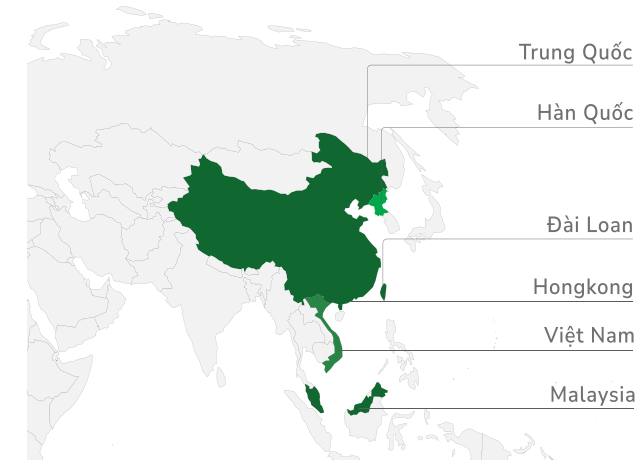 Trung Quốc
Hàn Quốc
Đài Loan
Hongkong
Việt Nam
Malaysia